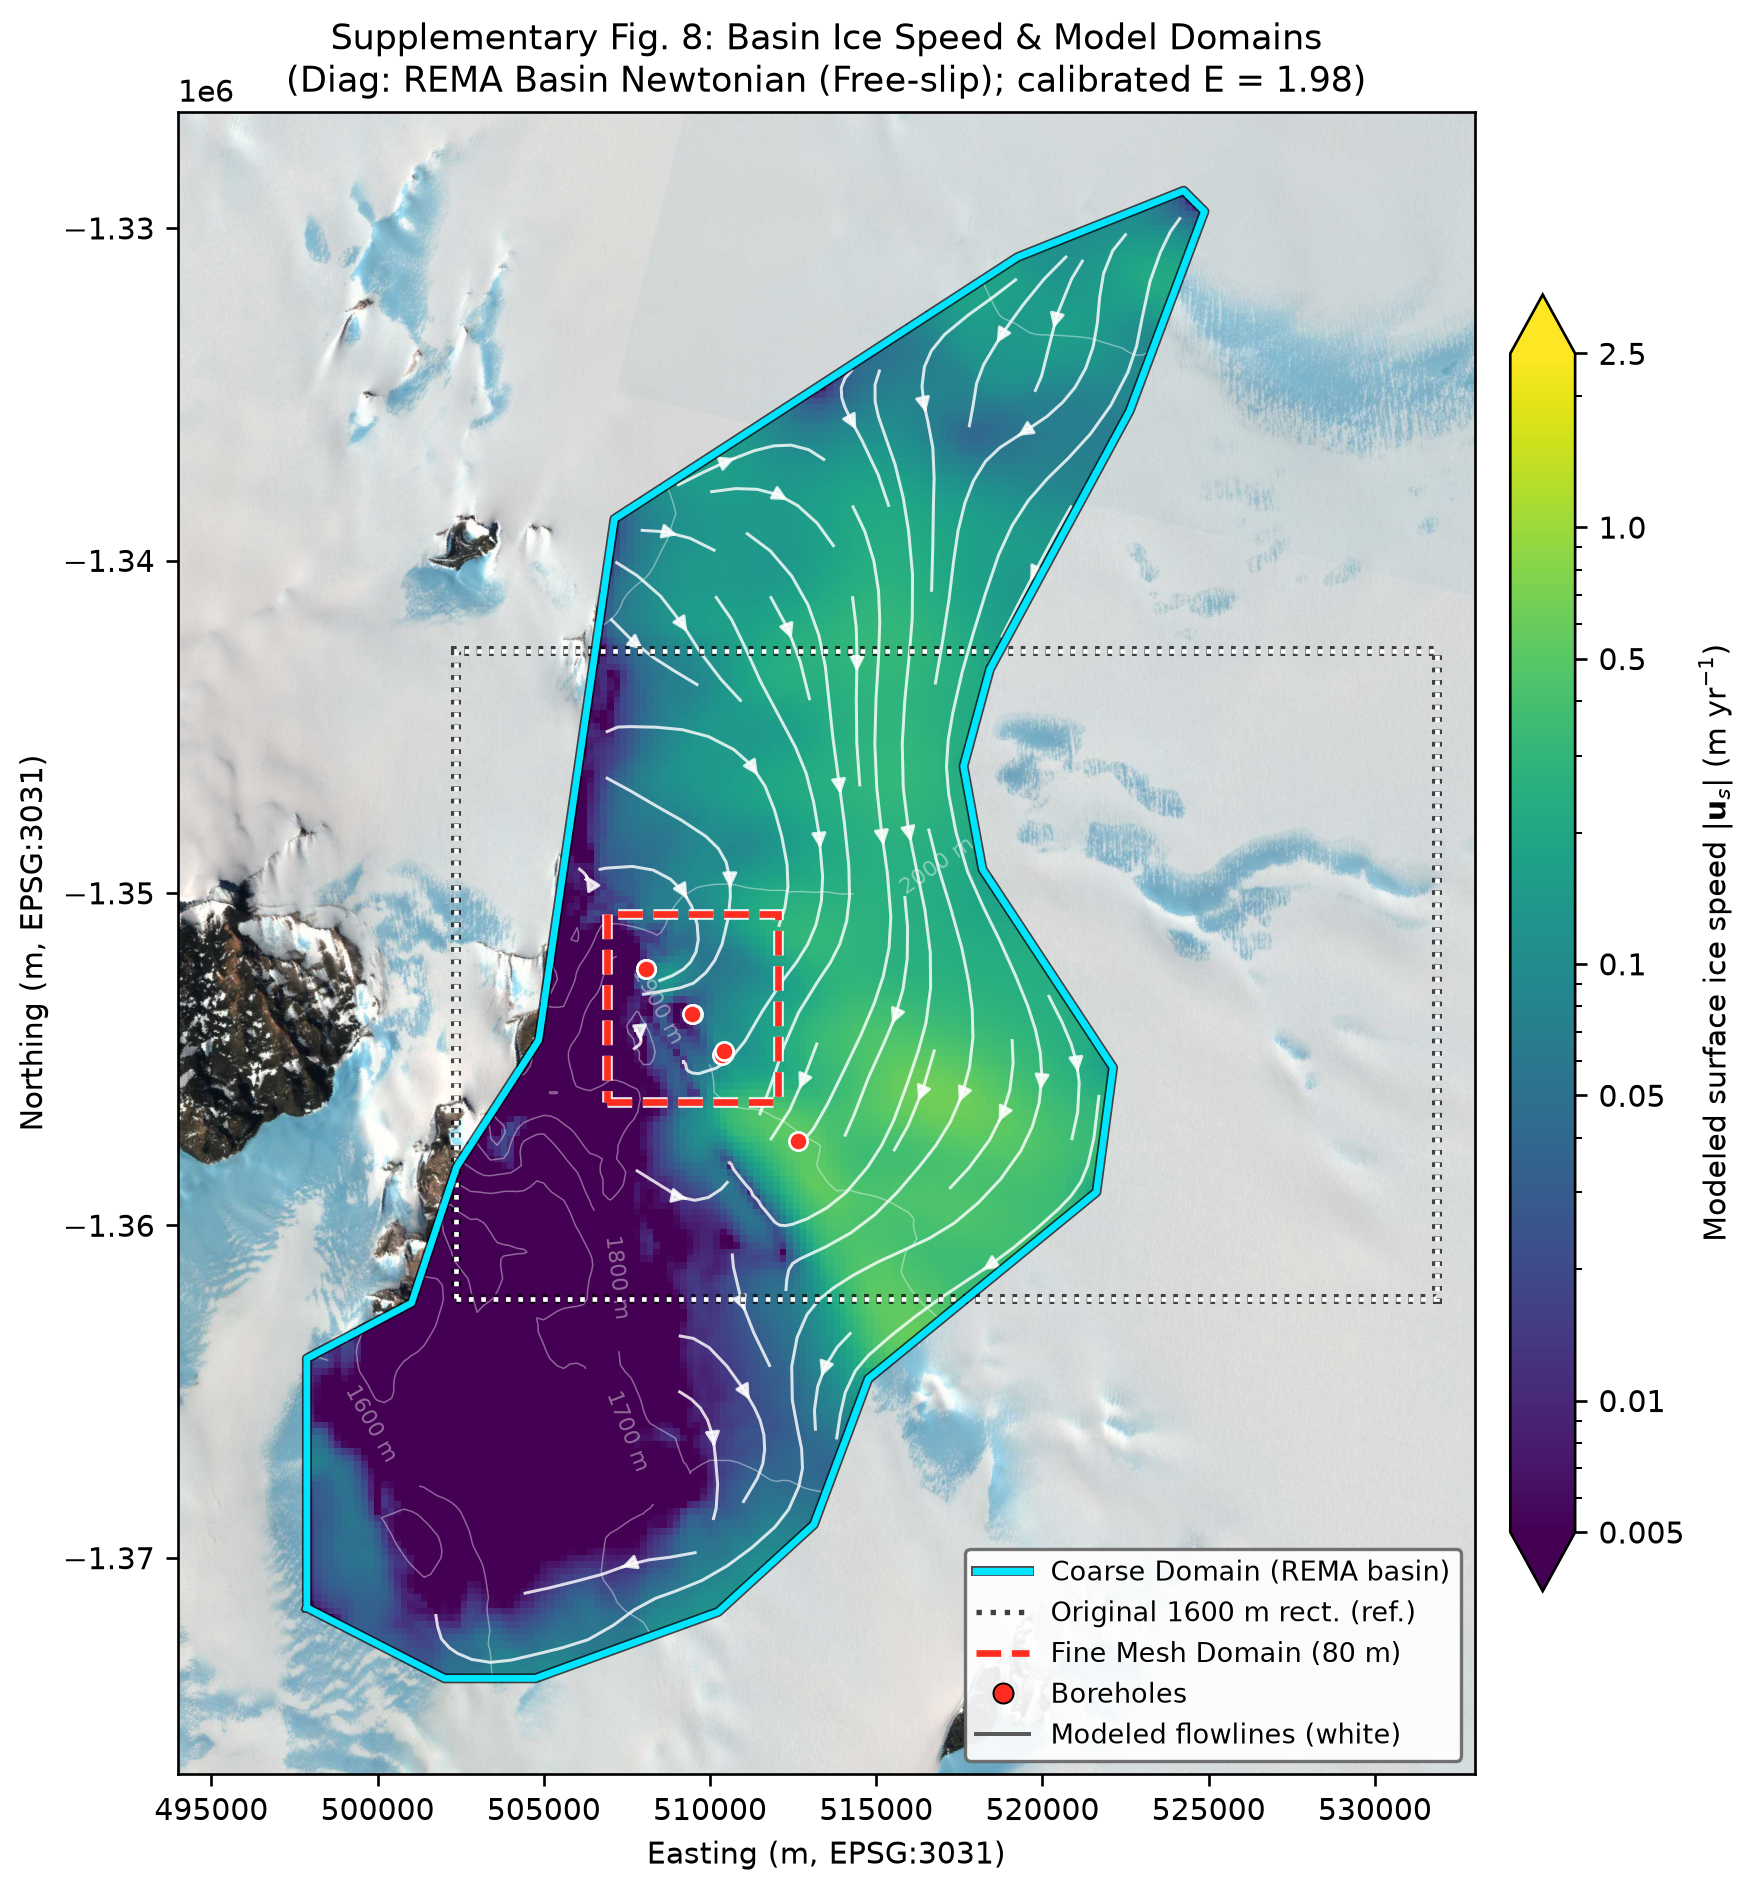 Supplementary Fig. 8: Basin Ice Speed & Model Domains
(Diag: REMA Basin Newtonian (Free-slip); calibrated E = 1.98)
1e6
−1.33
−1.34
−1.35
−1.36
−1.37
Northing (m, EPSG:3031)
2000 m
1800 m
1600 m
1700 m
495000
500000
505000
510000
515000
520000
525000
530000
Easting (m, EPSG:3031)
Coarse Domain (REMA basin)
Original 1600 m rect. (ref.)
Fine Mesh Domain (80 m)
Boreholes
Modeled flowlines (white)
2.5
1.0
0.5
0.1
0.05
0.01
0.005
Modeled surface ice speed |𝐮ₛ| (m yr⁻¹)